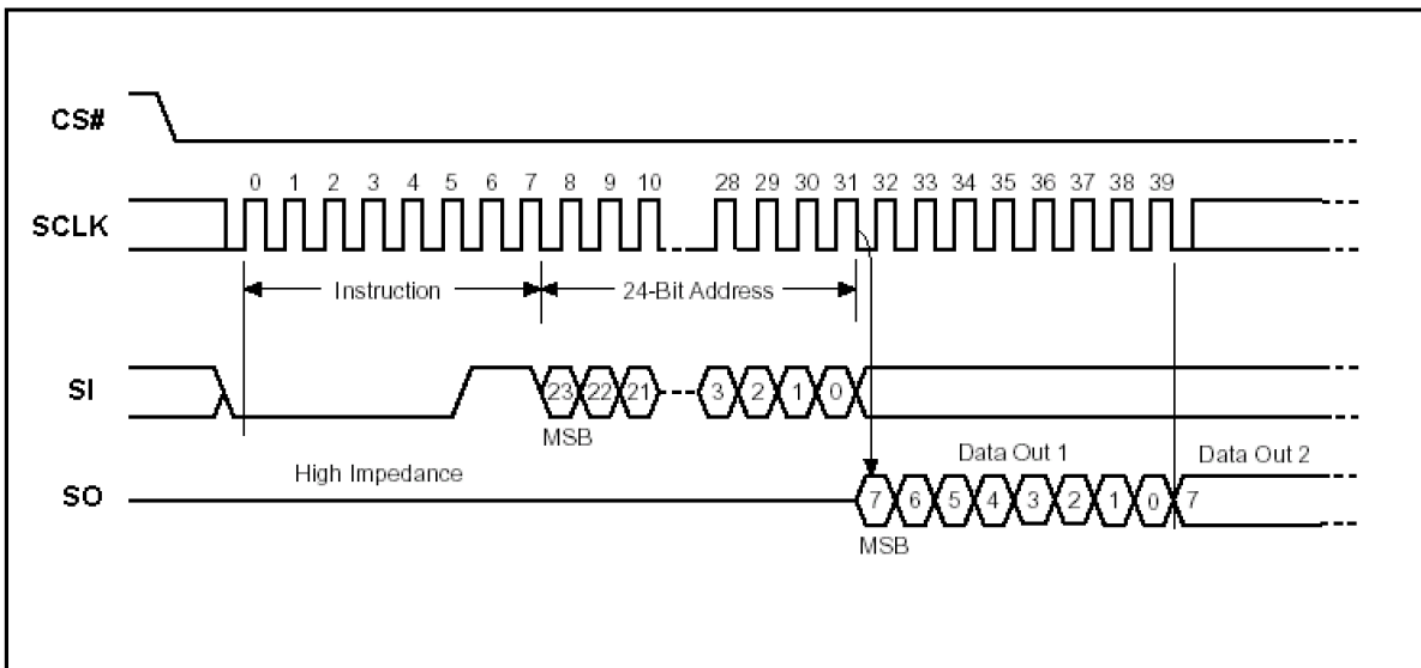 CS#
0 1 2 3 4 5 6 7 8 9 10 28 29 30 31 32 33 34 35 36 37 38 39
SCLK
Instruction 24-Bit Address
SI
23 22 21 3 2 1 0
MSB
High Impedance Data Out 1 Data Out 2
SO
7 6 5 4 3 2 1 0 7
MSB